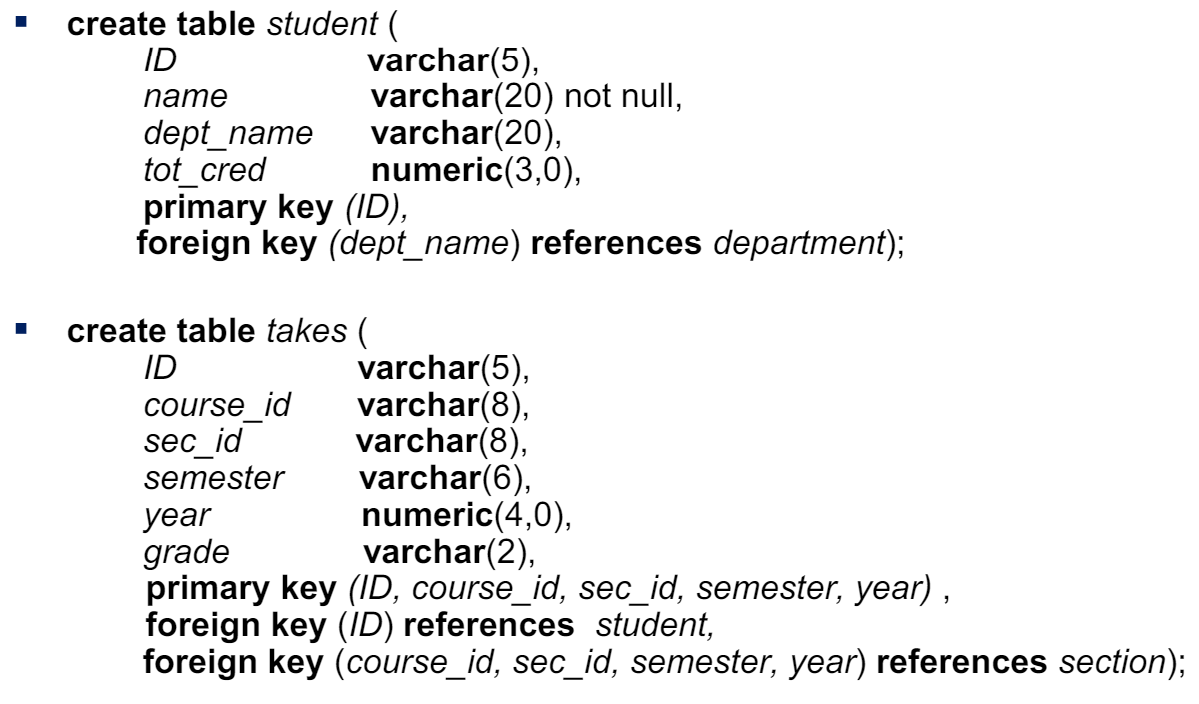 ▪ create table student (
ID varchar(5),
name varchar(20) not null,
dept_name varchar(20),
tot_cred numeric(3,0),
primary key (ID),
foreign key (dept_name) references department);
▪ create table takes (
ID varchar(5),
course_id varchar(8),
sec_id varchar(8),
semester varchar(6),
year numeric(4,0),
grade varchar(2),
primary key (ID, course_id, sec_id, semester, year) ,
foreign key (ID) references student,
foreign key (course_id, sec_id, semester, year) references section);